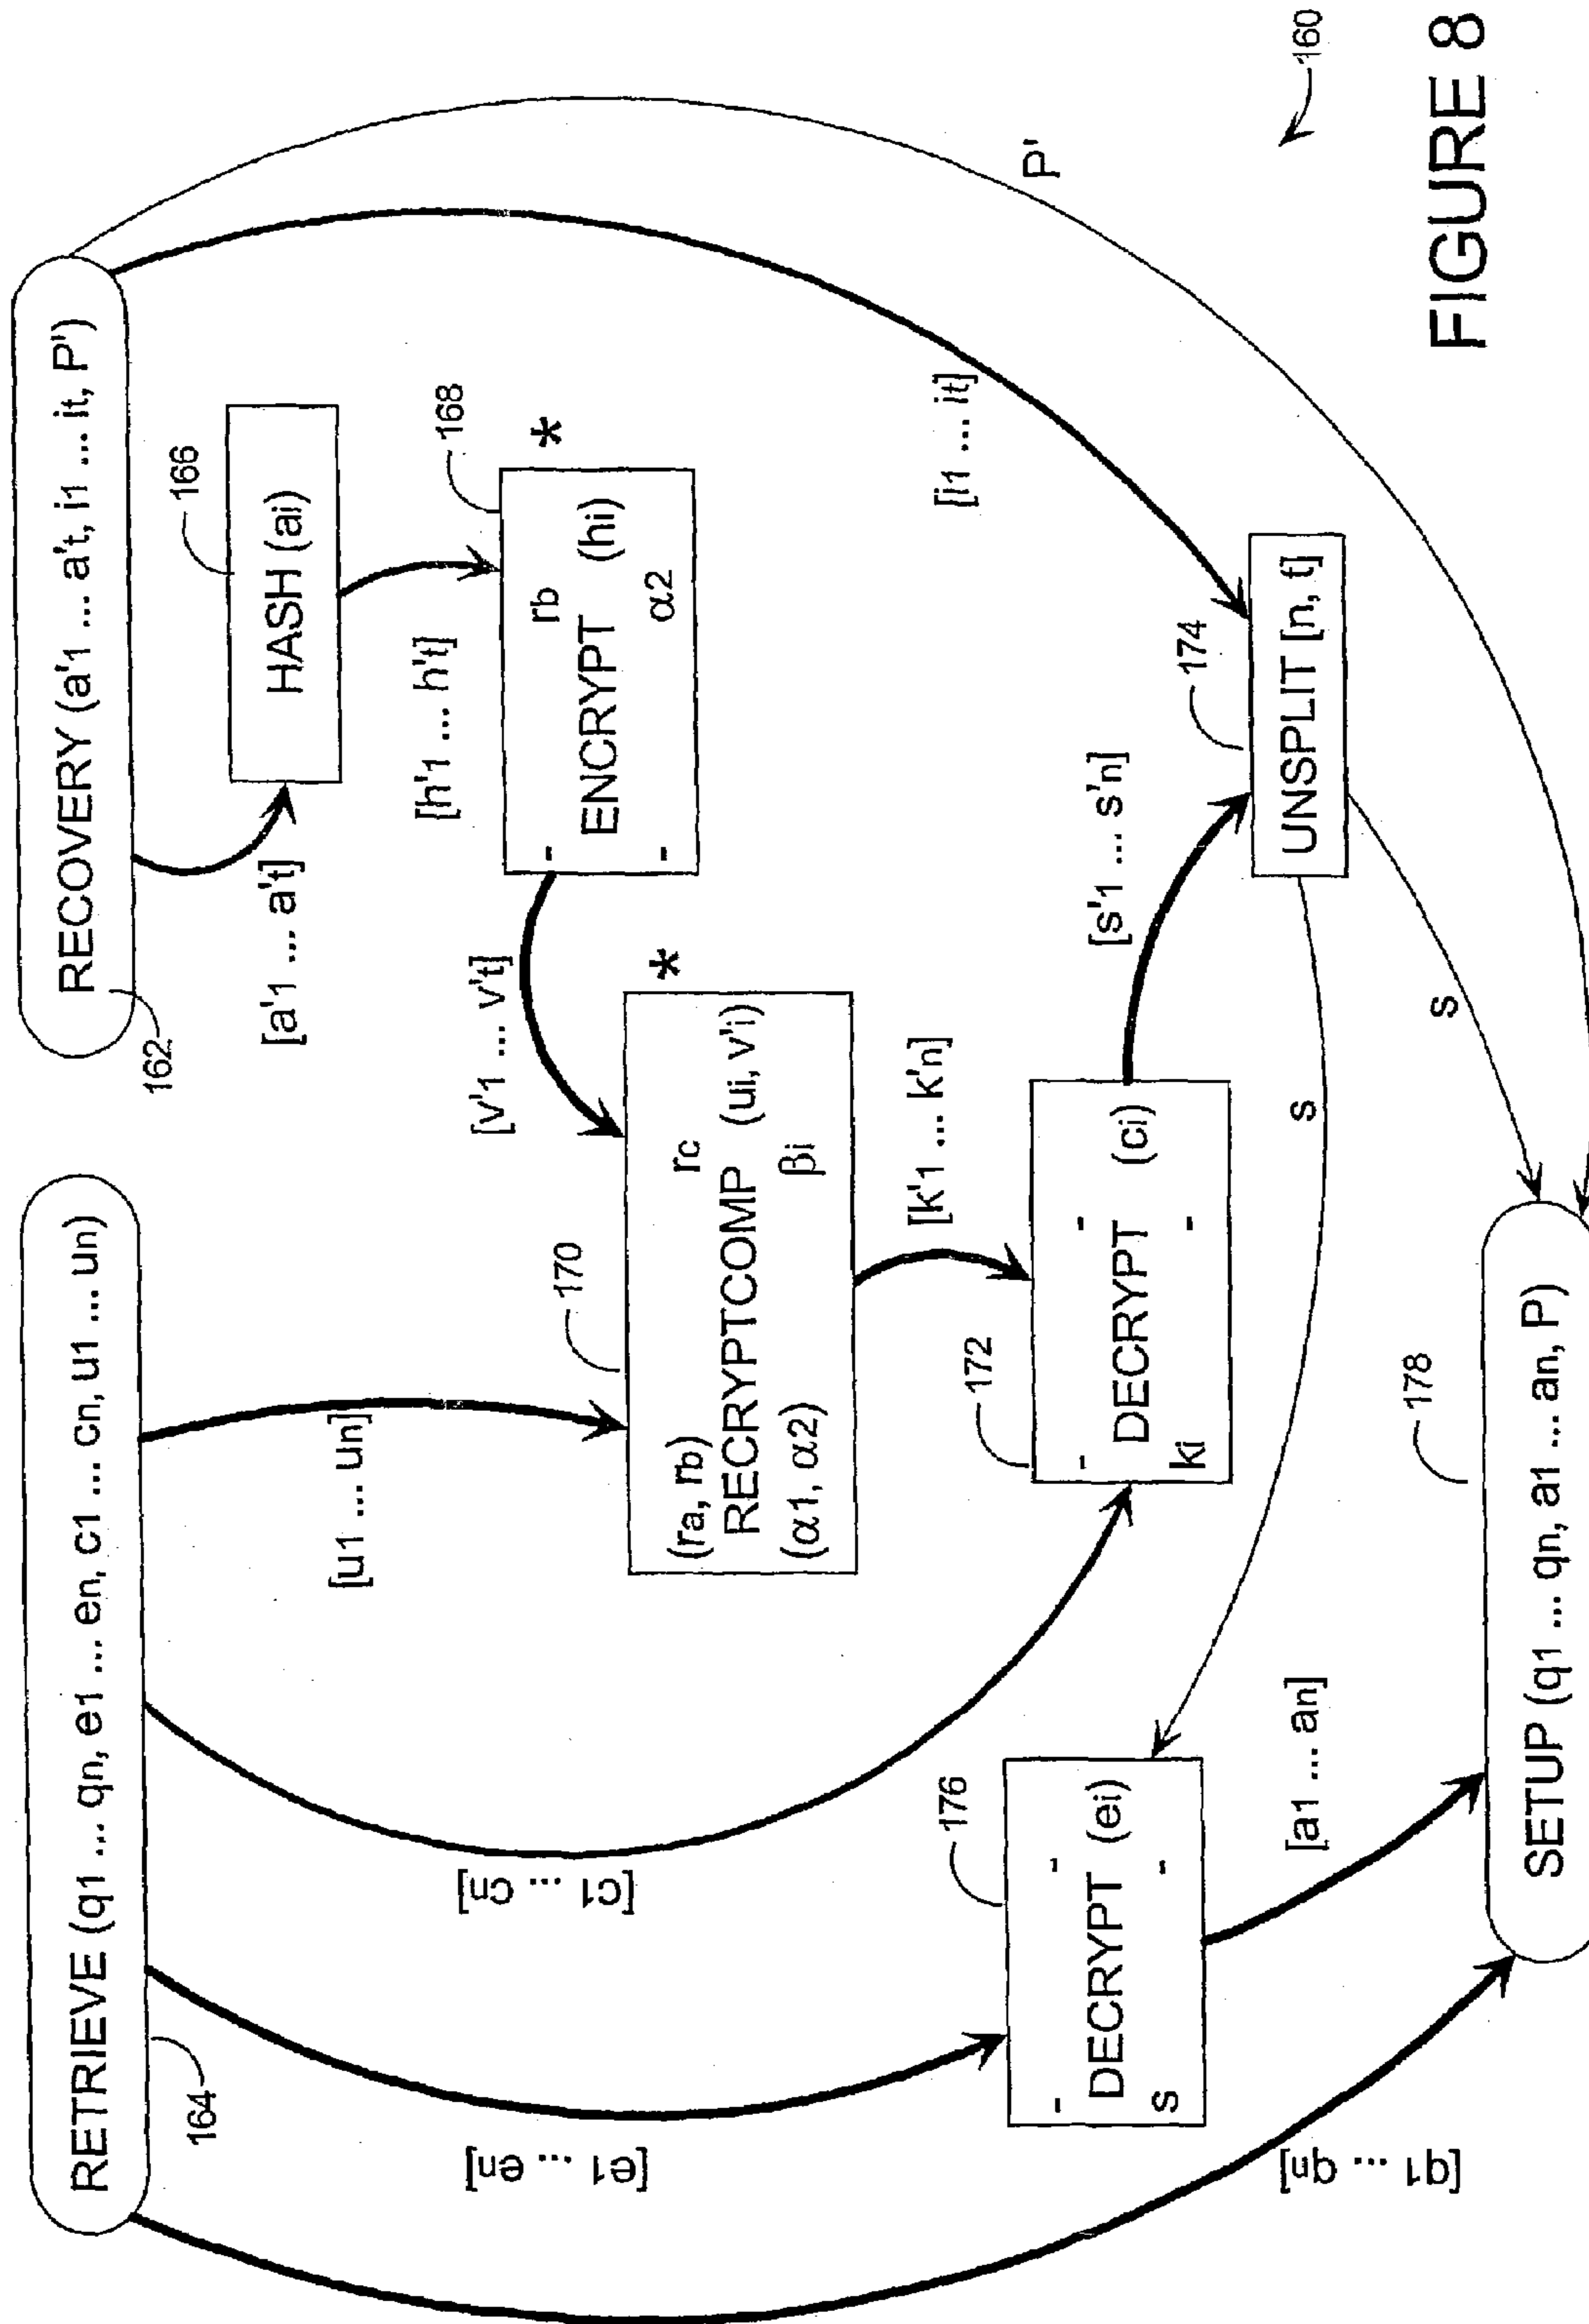 RETRIEVE (q1 ... qn, e1 ... en, c1 ... cn, u1 ... un)
164
RECOVERY (a'1 ... a't, i1 ... it, P')
162
[a'1 ... a't]
166
HASH (ai)
[h'1 ... h't]
168
*
- rb
ENCRYPT (hi)
- α2
[v'1 ... v't]
[u1 ... un]
170
*
(ra, rb) rc
RECRYPTCOMP (ui, v'i)
(α1, α2) βi
[c1 ... cn]
[k'1 ... k'n]
172
- -
DECRYPT (ci)
ki -
[s'1 ... s'n]
[i1 ... it]
174
UNSPLIT [n, t]
P'
s
s
[e1 ... en]
176
- -
DECRYPT (ei)
s -
[a1 ... an]
[q1 ... qn]
178
SETUP (q1 ... qn, a1 ... an, P)
160
FIGURE 8